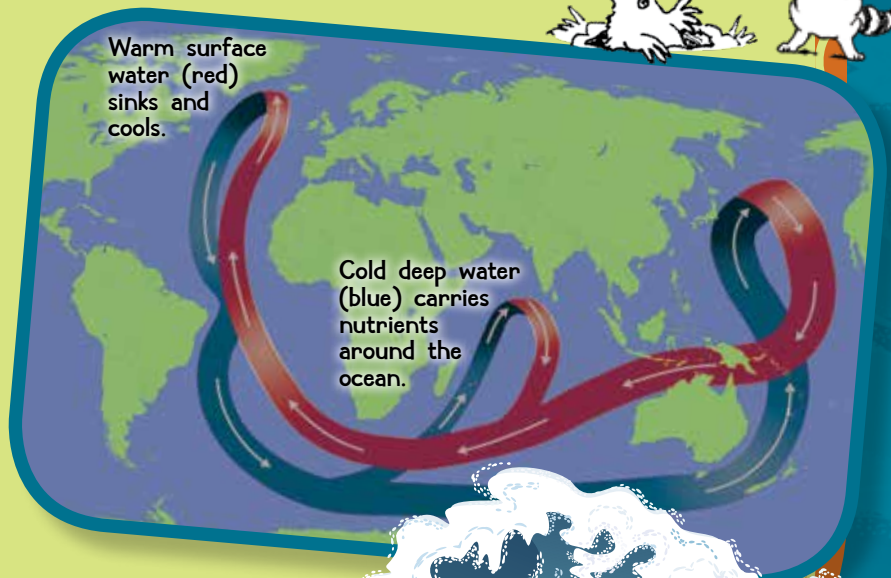 Warm surface
water (red)
sinks and
cools.
Cold deep water
(blue) carries
nutrients
around the
ocean.